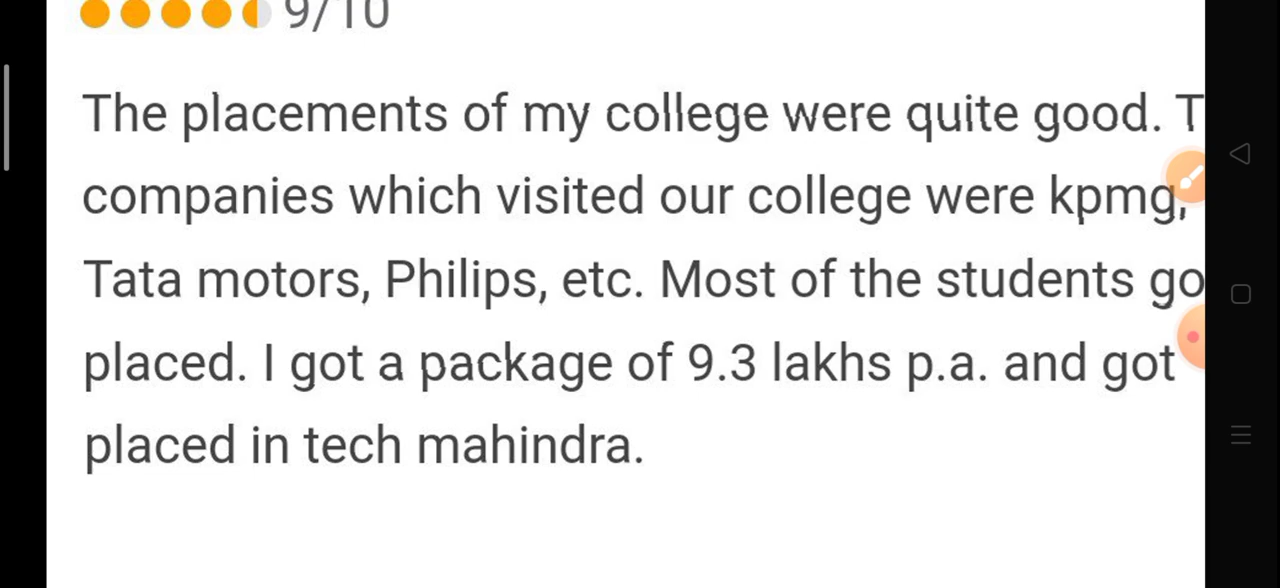 9/10
The placements of my college were quite good. T
companies which visited our college were kpmg,
Tata motors, Philips, etc. Most of the students go
placed. I got a package of 9.3 lakhs p.a. and got
placed in tech mahindra.